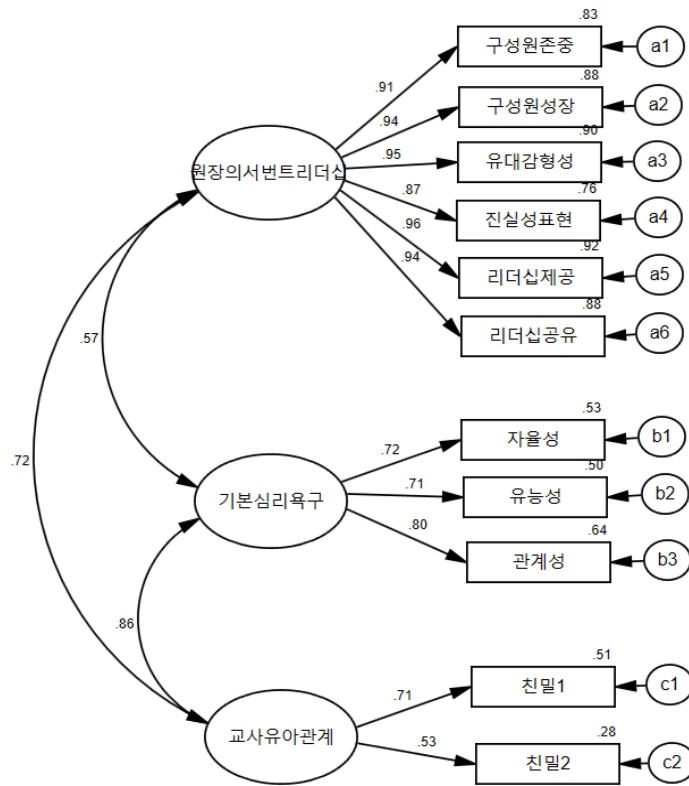 .83
구성원존중
a1
.91
.88
구성원성장
a2
.94
.90
유대감형성
a3
.95
원장의서번트리더십
.76
진실성표현
a4
.87
.92
리더십제공
a5
.96
.88
리더십공유
a6
.94
.57
.72
.53
자율성
b1
.72
.50
유능성
b2
.71
기본심리욕구
.64
관계성
b3
.80
.86
.51
친밀1
c1
.71
교사유아관계
.28
친밀2
c2
.53